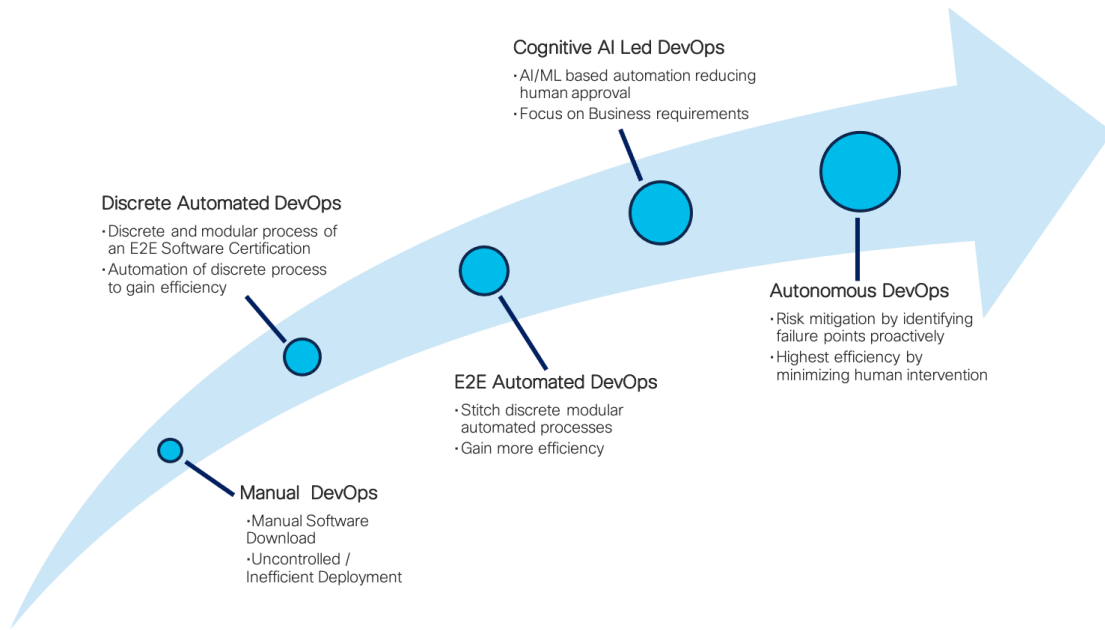 Cognitive AI Led DevOps
·AI/ML based automation reducing
human approval
·Focus on Business requirements
Discrete Automated DevOps
·Discrete and modular process of
an E2E Software Certification
·Automation of discrete process
to gain efficiency
Autonomous DevOps
·Risk mitigation by identifying
failure points proactively
·Highest efficiency by
minimizing human intervention
E2E Automated DevOps
·Stitch discrete modular
automated processes
·Gain more efficiency
Manual  DevOps
·Manual Software
Download
·Uncontrolled /
Inefficient Deployment